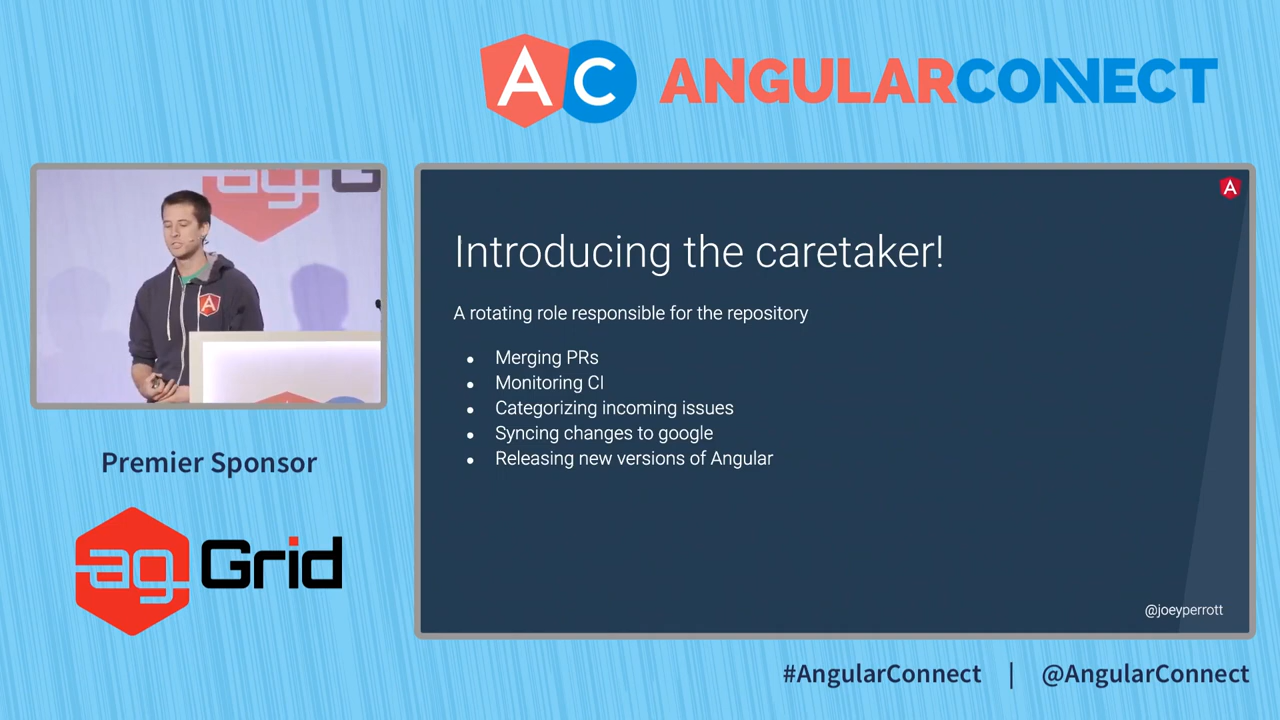 AC ANGULARCONNECT
ag G
A
A
Introducing the caretaker!
A rotating role responsible for the repository
● Merging PRs
● Monitoring CI
● Categorizing incoming issues
● Syncing changes to google
● Releasing new versions of Angular
@joeyperrott
Premier Sponsor
ag Grid
#AngularConnect | @AngularConnect